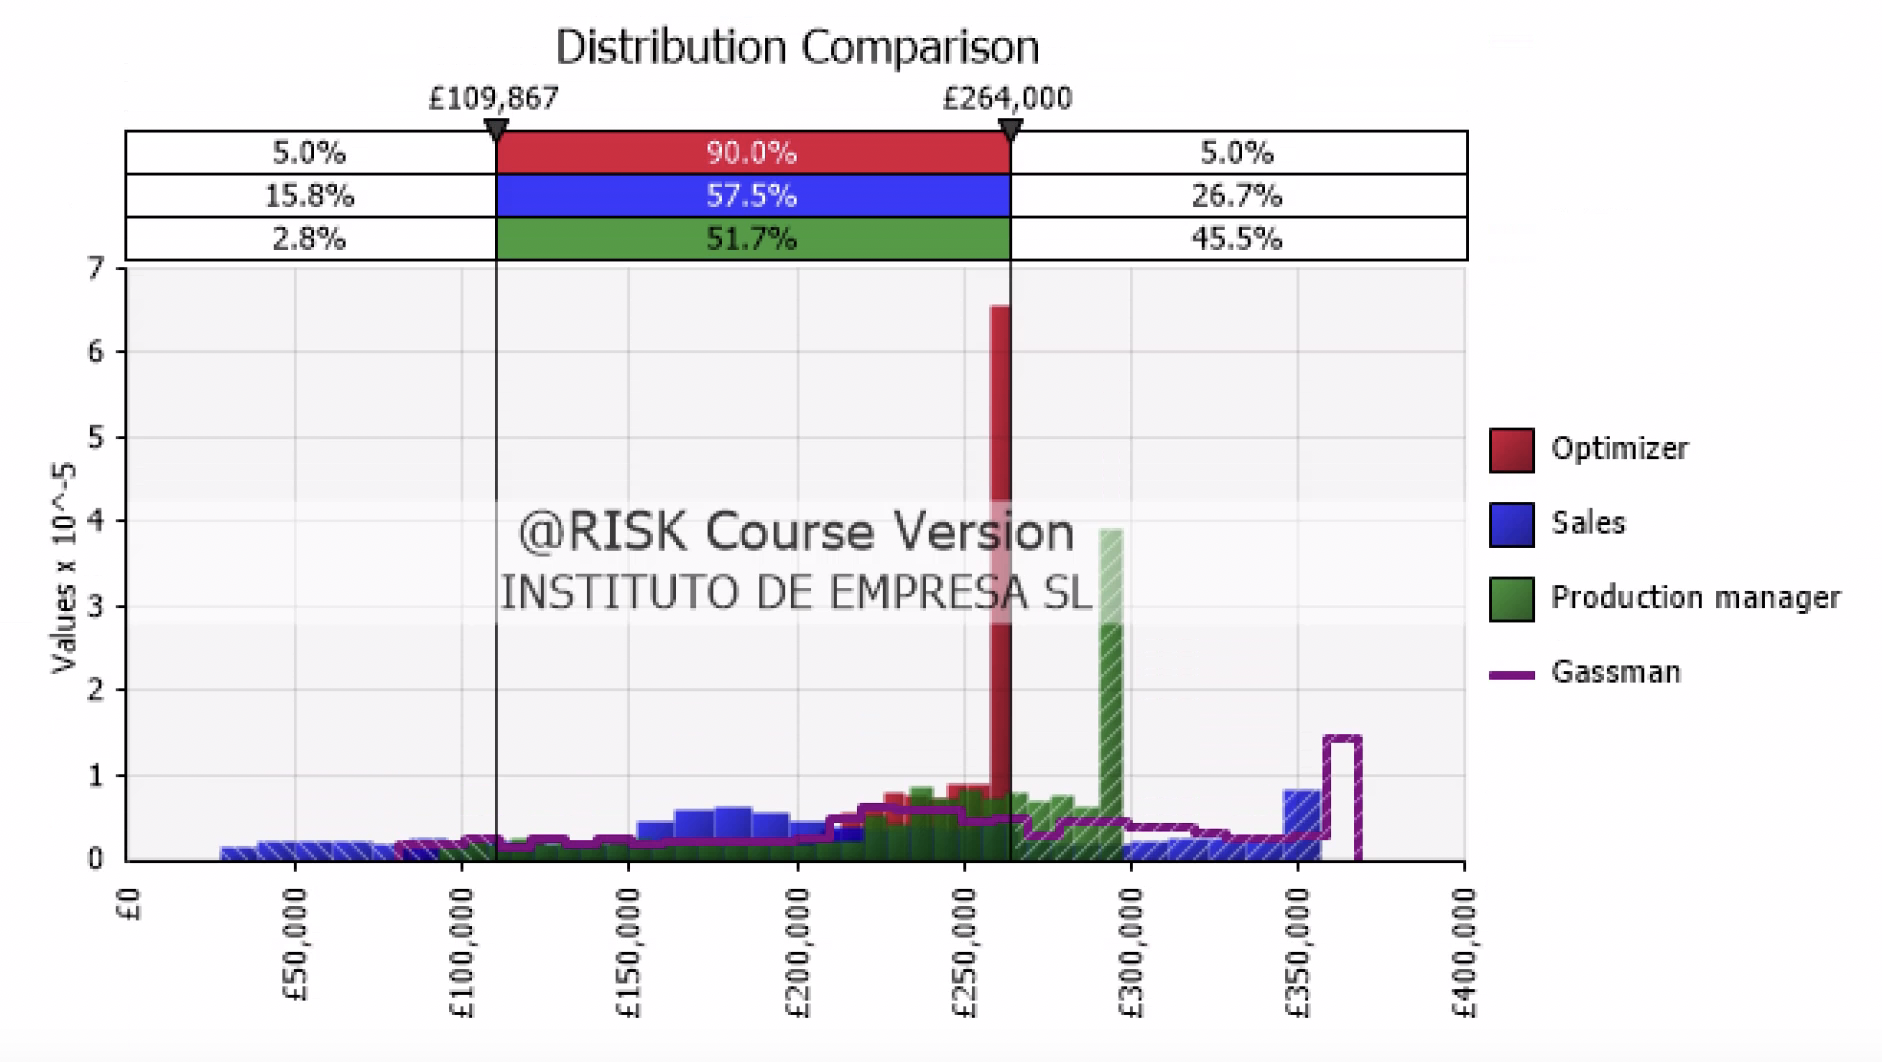 Distribution Comparison
£109,867 £264,000
5.0% 90.0% 5.0%
15.8% 57.5% 26.7%
2.8% 51.7% 45.5%
7
6
5
4
3
2
1
0
Values x 10^-5
@RISK Course Version
INSTITUTO DE EMPRESA SL
£0
£50,000
£100,000
£150,000
£200,000
£250,000
£300,000
£350,000
£400,000
Optimizer
Sales
Production manager
Gassman